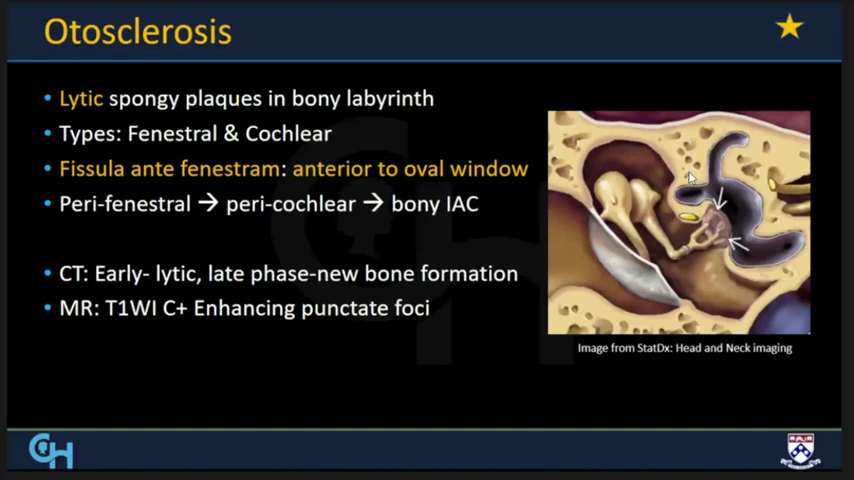 Otosclerosis
• Lytic spongy plaques in bony labyrinth
• Types: Fenestral & Cochlear
• Fissula ante fenestram: anterior to oval window
• Peri-fenestral → peri-cochlear → bony IAC
• CT: Early- lytic, late phase-new bone formation
• MR: T1WI C+ Enhancing punctate foci
Image from StatDx: Head and Neck imaging
CH